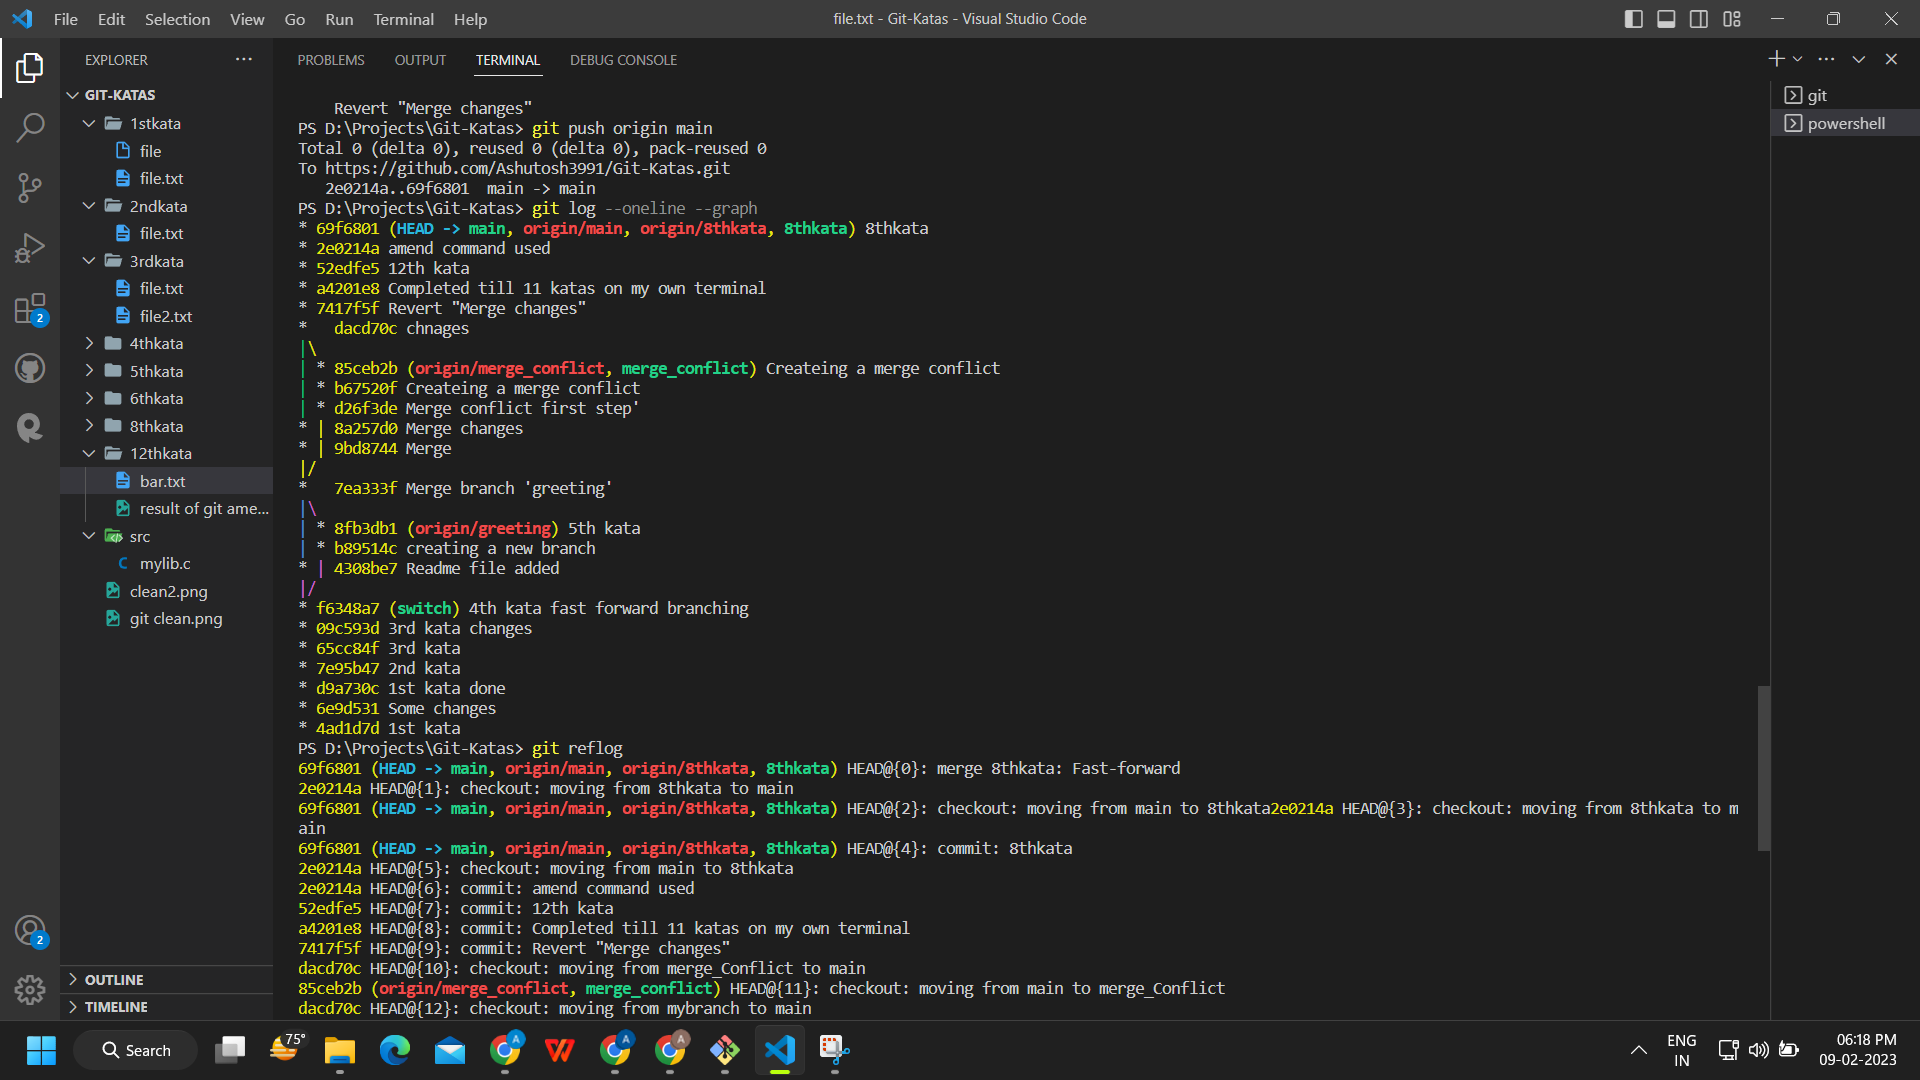 File Edit Selection View Go Run Terminal Help
file.txt - Git-Katas - Visual Studio Code
EXPLORER
GIT-KATAS
1stkata
file
file.txt
2ndkata
file.txt
3rdkata
file.txt
file2.txt
4thkata
5thkata
6thkata
8thkata
12thkata
bar.txt
result of git ame...
src
C mylib.c
clean2.png
git clean.png
OUTLINE
TIMELINE
2
2
PROBLEMS OUTPUT TERMINAL DEBUG CONSOLE
Revert "Merge changes"
PS D:\Projects\Git-Katas> git push origin main
Total 0 (delta 0), reused 0 (delta 0), pack-reused 0
To https://github.com/Ashutosh3991/Git-Katas.git
2e0214a..69f6801 main -> main
PS D:\Projects\Git-Katas> git log --oneline --graph
* 69f6801 (HEAD -> main, origin/main, origin/8thkata, 8thkata) 8thkata
* 2e0214a amend command used
* 52edfe5 12th kata
* a4201e8 Completed till 11 katas on my own terminal
* 7417f5f Revert "Merge changes"
*   dacd70c chnages
|\
| * 85ceb2b (origin/merge_conflict, merge_conflict) Createing a merge conflict
| * b67520f Createing a merge conflict
| * d26f3de Merge conflict first step'
* | 8a257d0 Merge changes
* | 9bd8744 Merge
|/
*   7ea333f Merge branch 'greeting'
|\
| * 8fb3db1 (origin/greeting) 5th kata
| * b89514c creating a new branch
* | 4308be7 Readme file added
|/
* f6348a7 (switch) 4th kata fast forward branching
* 09c593d 3rd kata changes
* 65cc84f 3rd kata
* 7e95b47 2nd kata
* d9a730c 1st kata done
* 6e9d531 Some changes
* 4ad1d7d 1st kata
PS D:\Projects\Git-Katas> git reflog
69f6801 (HEAD -> main, origin/main, origin/8thkata, 8thkata) HEAD@{0}: merge 8thkata: Fast-forward
2e0214a HEAD@{1}: checkout: moving from 8thkata to main
69f6801 (HEAD -> main, origin/main, origin/8thkata, 8thkata) HEAD@{2}: checkout: moving from main to 8thkata2e0214a HEAD@{3}: checkout: moving from 8thkata to m
ain
69f6801 (HEAD -> main, origin/main, origin/8thkata, 8thkata) HEAD@{4}: commit: 8thkata
2e0214a HEAD@{5}: checkout: moving from main to 8thkata
2e0214a HEAD@{6}: commit: amend command used
52edfe5 HEAD@{7}: commit: 12th kata
a4201e8 HEAD@{8}: commit: Completed till 11 katas on my own terminal
7417f5f HEAD@{9}: commit: Revert "Merge changes"
dacd70c HEAD@{10}: checkout: moving from merge_Conflict to main
85ceb2b (origin/merge_conflict, merge_conflict) HEAD@{11}: checkout: moving from main to merge_Conflict
dacd70c HEAD@{12}: checkout: moving from mybranch to main
git
powershell
Search
75°
A
W
A
A
ENG
IN
06:18 PM
09-02-2023